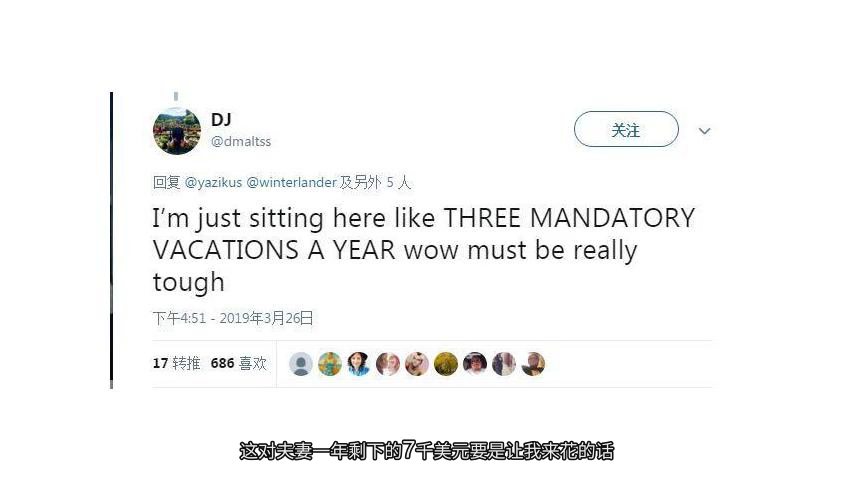 DJ
@dmaltss
关注
回复 @yazikus @winterlander 及另外 5 人
I'm just sitting here like THREE MANDATORY
VACATIONS A YEAR wow must be really
tough
下午4:51 - 2019年3月26日
17 转推 686 喜欢
这对夫妻一年剩下的7千美元要是让我来花的话